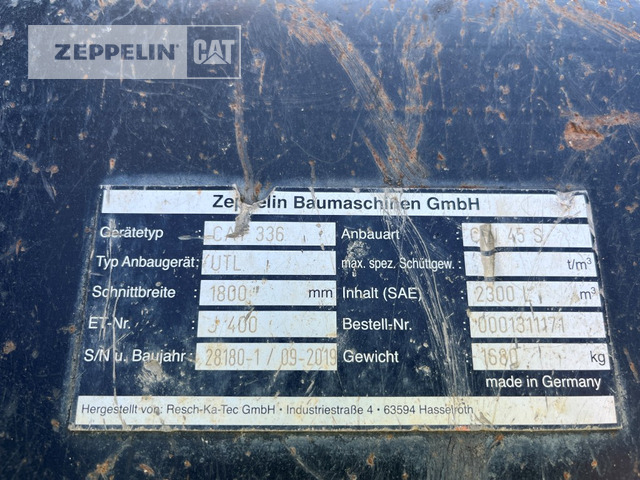 ZEPPELIN CAT
Zeppelin Baumaschinen GmbH
Gerätetyp : CAT 336 Anbauart : 45 S
Typ Anbaugerät: UTL max. spez. Schüttgew. : t/m³
Schnittbreite : 1800 mm Inhalt (SAE) : 2300 L m³
ET-Nr. : J 400 Bestell-Nr. : 0001311171
S/N u. Baujahr : 28180-1 / 09-2019 Gewicht : 1680 kg
made in Germany
Hergestellt von: Resch-Ka-Tec GmbH • Industriestraße 4 • 63594 Hasselroth